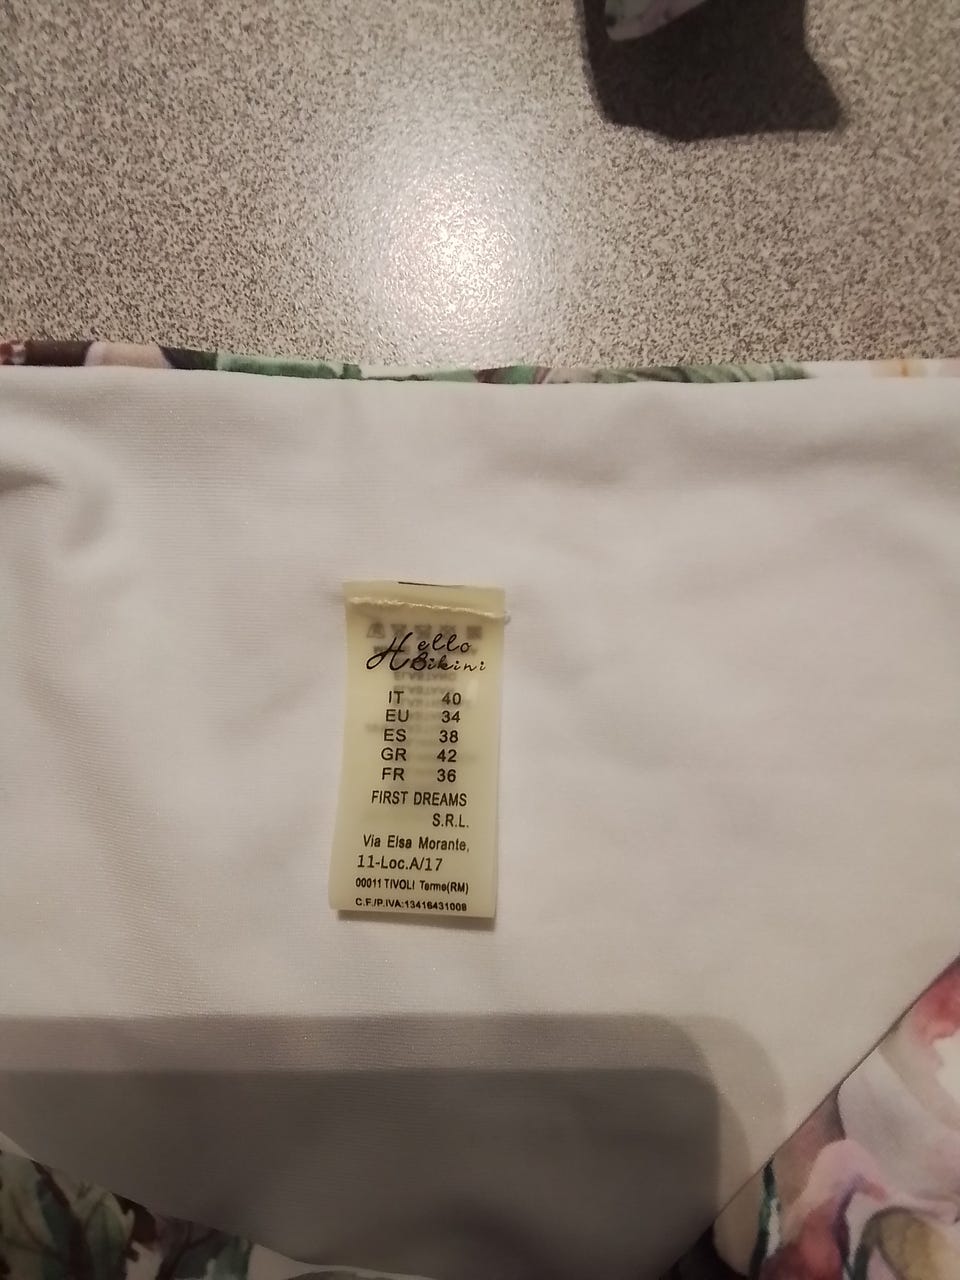 Hello
Bikini
IT 40
EU 34
ES 38
GR 42
FR 36
FIRST DREAMS
S.R.L.
Via Elsa Morante,
11-Loc.A/17
00011 TIVOLI Terme(RM)
C.F./P.IVA:13416431008